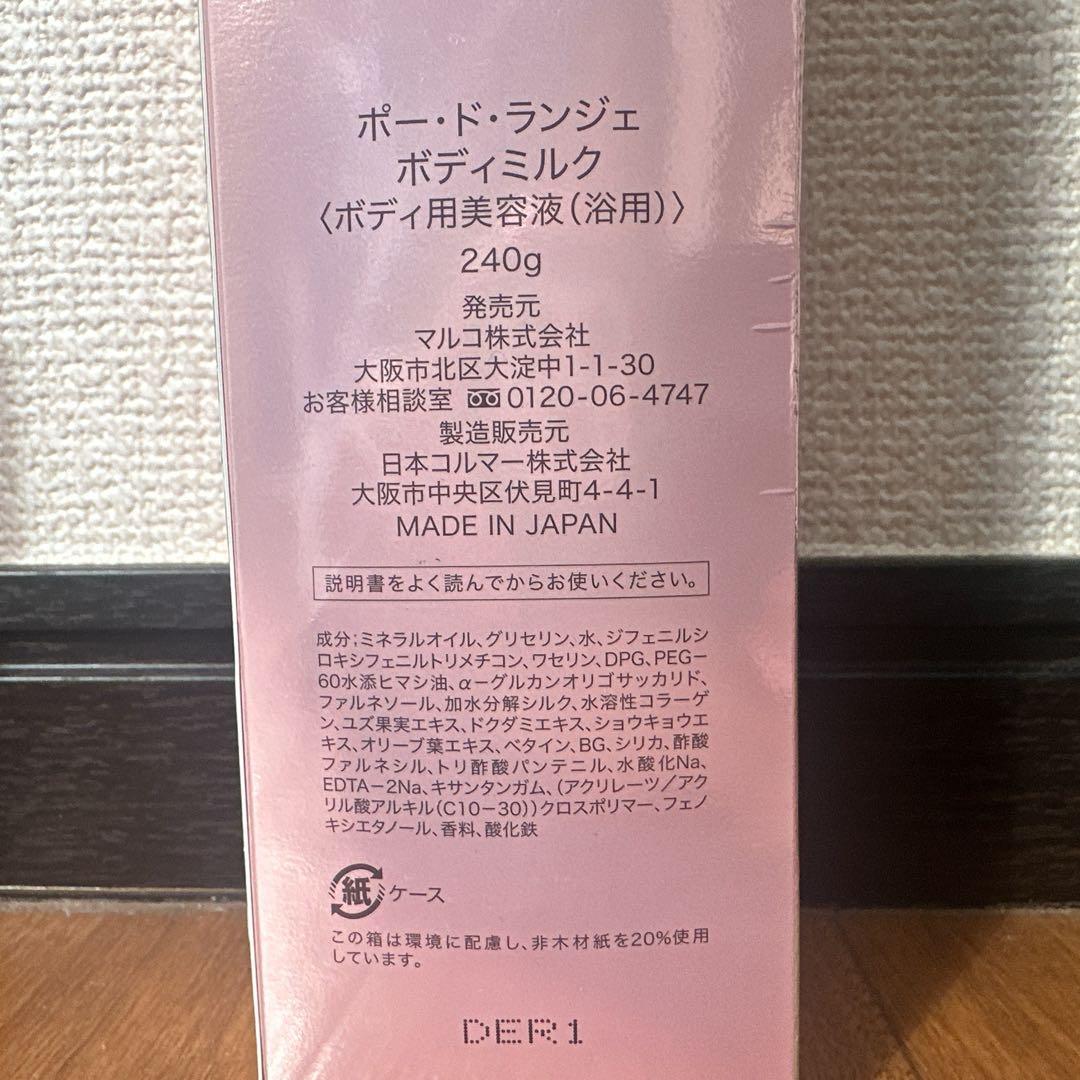 ポー・ド・ランジェ
ボディミルク
〈ボディ用美容液(浴用)〉
240g
発売元
マルコ株式会社
大阪市北区大淀中1-1-30
お客様相談室 0120-06-4747
製造販売元
日本コルマー株式会社
大阪市中央区伏見町4-4-1
MADE IN JAPAN
説明書をよく読んでからお使いください。
成分;ミネラルオイル、グリセリン、水、ジフェニルシ
ロキシフェニルトリメチコン、ワセリン、DPG、PEG-
60水添ヒマシ油、α-グルカンオリゴサッカリド、
ファルネソール、加水分解シルク、水溶性コラーゲ
ン、ユズ果実エキス、ドクダミエキス、ショウキョウエ
キス、オリーブ葉エキス、ベタイン、BG、シリカ、酢酸
ファルネシル、トリ酢酸パンテニル、水酸化Na、
EDTA-2Na、キサンタンガム、(アクリレーツ/アク
リル酸アルキル(C10-30))クロスポリマー、フェノ
キシエタノール、香料、酸化鉄
紙 ケース
この箱は環境に配慮し、非木材紙を20%使用
しています。
DER1